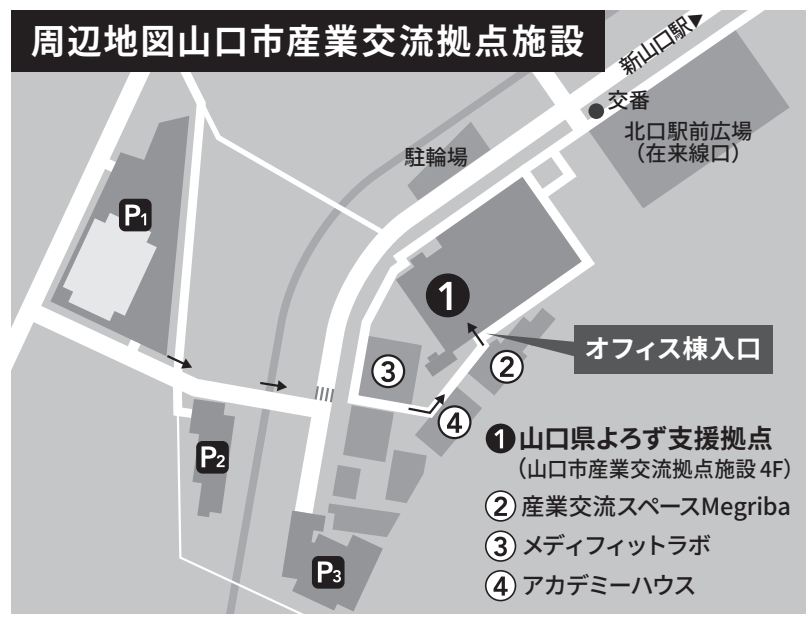 周辺地図山口市産業交流拠点施設
新山口駅▶
交番
北口駅前広場
（在来線口）
駐輪場
P1
1
オフィス棟入口
3
2
4
P2
P3
1山口県よろず支援拠点
（山口市産業交流拠点施設 4F）
②産業交流スペースMegriba
③メディフィットラボ
④アカデミーハウス